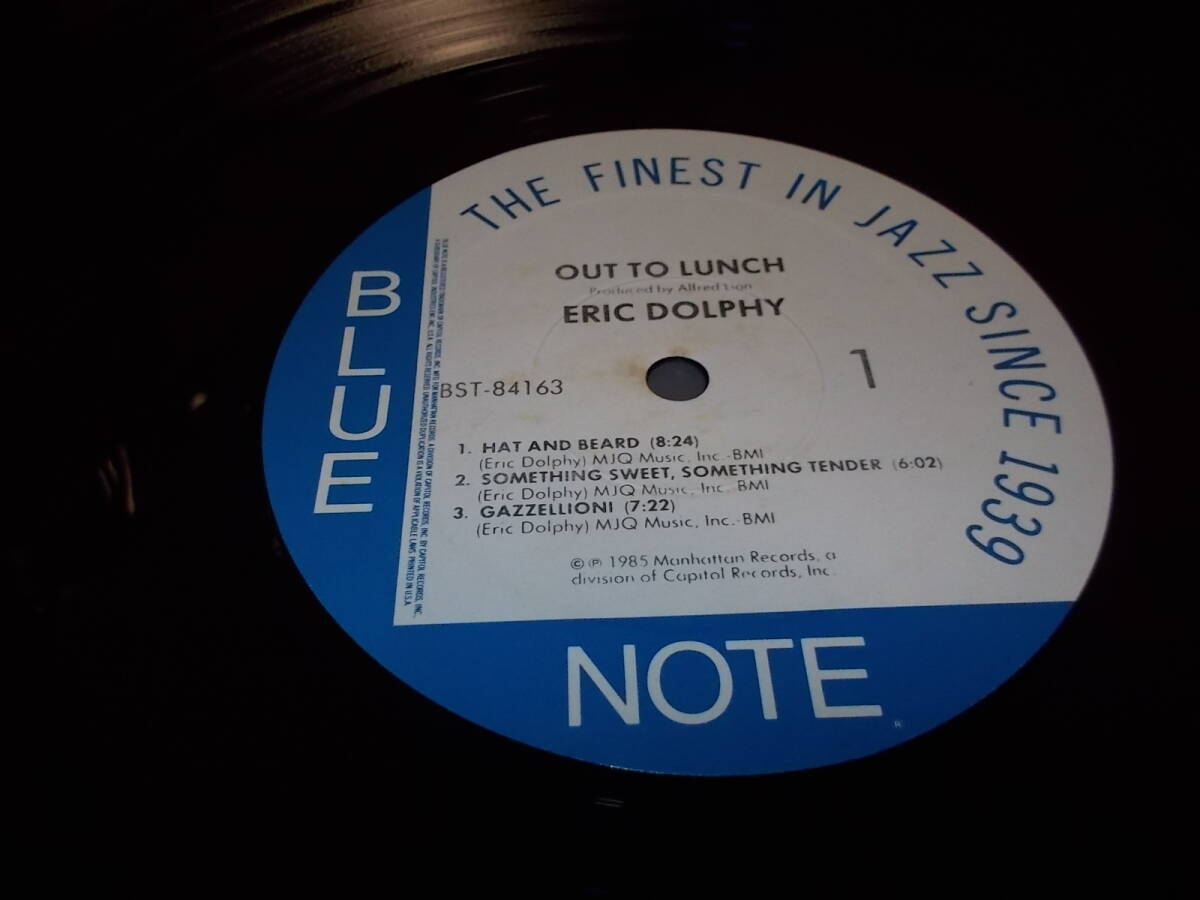 THE FINEST IN JAZZ SINCE 1939
BLUE
OUT TO LUNCH
Produced by Alfred Lion
ERIC DOLPHY
BST-84163
1
1. HAT AND BEARD (8:24)
(Eric Dolphy) MJQ Music, Inc.-BMI
2. SOMETHING SWEET, SOMETHING TENDER (6:02)
(Eric Dolphy) MJQ Music, Inc. BMI
3. GAZZELLIONI (7:22)
(Eric Dolphy) MJQ Music, Inc.-BMI
© ℗ 1985 Manhattan Records, a
division of Capitol Records, Inc.
NOTE
®